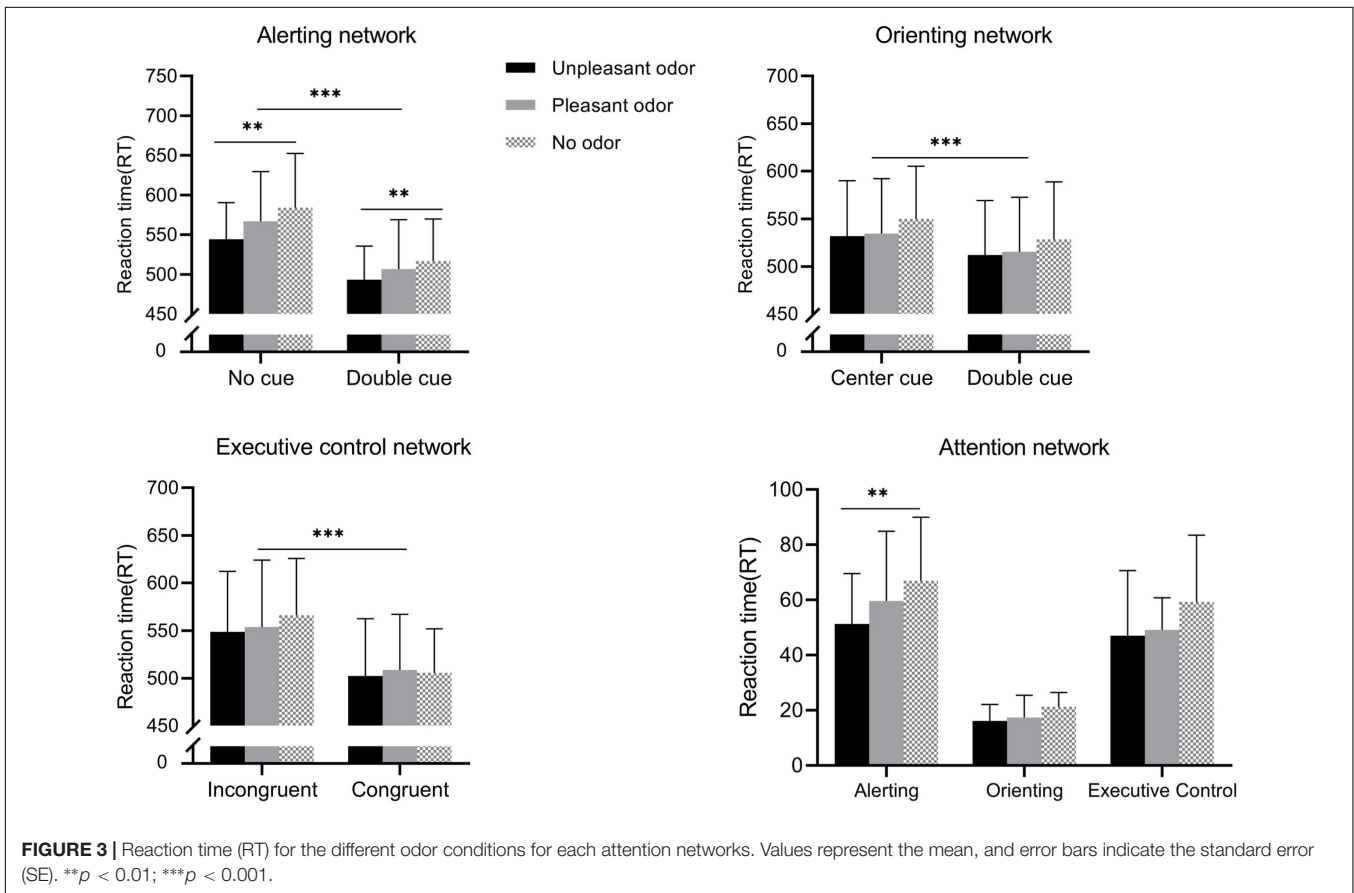 Alerting network
750
700
650
600
550
500
450
0
Reaction time(RT)
***
**
**
No cue Double cue
Unpleasant odor
Pleasant odor
No odor
Orienting network
700
650
600
550
500
450
0
Reaction time(RT)
***
Center cue Double cue
Executive control network
700
650
600
550
500
450
0
Reaction time(RT)
***
Incongruent Congruent
Attention network
100
80
60
40
20
0
Reaction time(RT)
**
Alerting Orienting Executive Control
FIGURE 3 | Reaction time (RT) for the different odor conditions for each attention networks. Values represent the mean, and error bars indicate the standard error
(SE). **p < 0.01; ***p < 0.001.